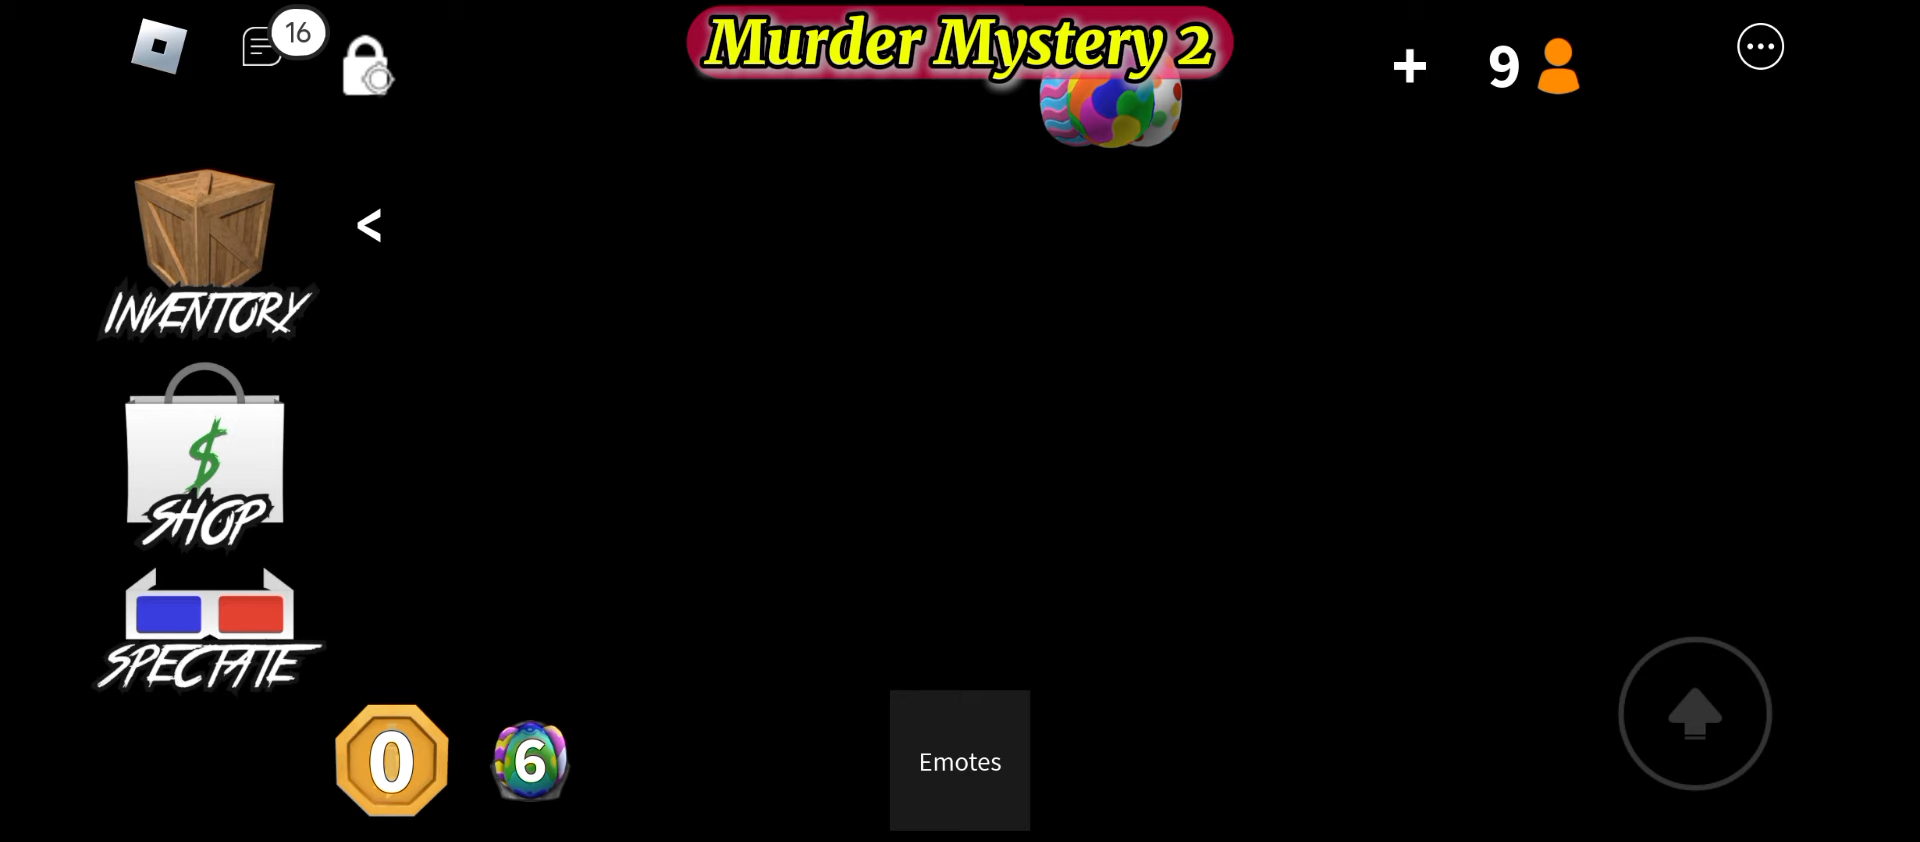 16
Murder Mystery 2
+ 9
<
INVENTORY
$
SHOP
SPECTATE
0
6
Emotes